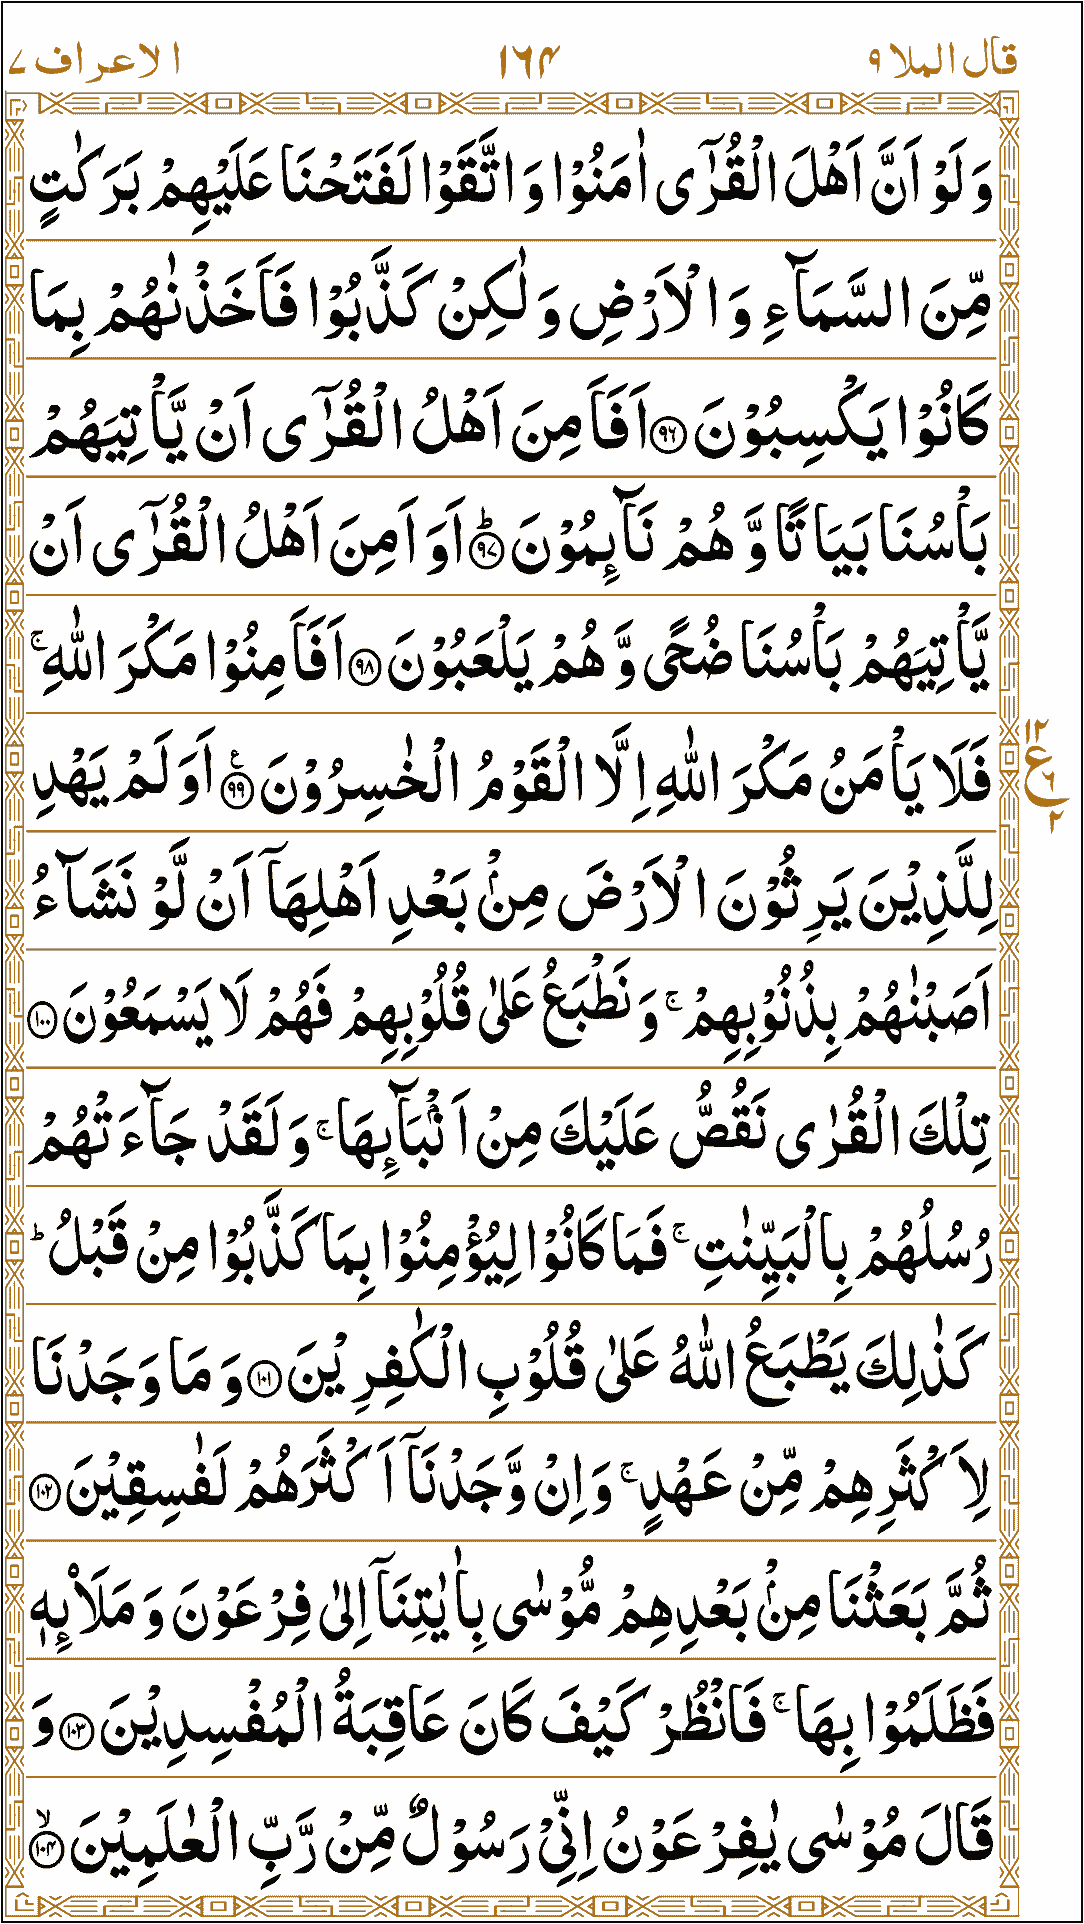 قال الملا ٩ ١٦٤ الاعراف ٧
وَلَوْ اَنَّ اَهْلَ الْقُرٰٓى اٰمَنُوْا وَ اتَّقَوْا لَفَتَحْنَا عَلَيْهِمْ بَرَكٰتٍ
مِّنَ السَّمَآءِ وَ الْاَرْضِ وَ لٰكِنْ كَذَّبُوْا فَاَخَذْنٰهُمْ بِمَا
كَانُوْا يَكْسِبُوْنَ ﴿٩٦﴾ اَفَاَمِنَ اَهْلُ الْقُرٰٓى اَنْ يَّاْتِيَهُمْ
بَاْسُنَا بَيَاتًا وَّ هُمْ نَآىِٕمُوْنَ ؕ﴿٩٧﴾ اَوَ اَمِنَ اَهْلُ الْقُرٰٓى اَنْ
يَّاْتِيَهُمْ بَاْسُنَا ضُحًى وَّ هُمْ يَلْعَبُوْنَ ﴿٩٨﴾ اَفَاَمِنُوْا مَكْرَ اللّٰهِ ۚ
فَلَا يَاْمَنُ مَكْرَ اللّٰهِ اِلَّا الْقَوْمُ الْخٰسِرُوْنَ ﴿٩٩﴾ع اَوَ لَمْ يَهْدِ
١٢ ع ٦ ٢
لِلَّذِيْنَ يَرِثُوْنَ الْاَرْضَ مِنْۢ بَعْدِ اَهْلِهَاۤ اَنْ لَّوْ نَشَآءُ
اَصَبْنٰهُمْ بِذُنُوْبِهِمْ ۚ وَ نَطْبَعُ عَلٰى قُلُوْبِهِمْ فَهُمْ لَا يَسْمَعُوْنَ ﴿١٠٠﴾
تِلْكَ الْقُرٰى نَقُصُّ عَلَيْكَ مِنْ اَنْۢبَآىِٕهَا ۚ وَ لَقَدْ جَآءَتْهُمْ
رُسُلُهُمْ بِالْبَيِّنٰتِ ۚ فَمَا كَانُوْا لِيُؤْمِنُوْا بِمَا كَذَّبُوْا مِنْ قَبْلُ ؕ
كَذٰلِكَ يَطْبَعُ اللّٰهُ عَلٰى قُلُوْبِ الْكٰفِرِيْنَ ﴿١٠١﴾ وَ مَا وَجَدْنَا
لِاَكْثَرِهِمْ مِّنْ عَهْدٍ ۚ وَ اِنْ وَّجَدْنَاۤ اَكْثَرَهُمْ لَفٰسِقِيْنَ ﴿١٠٢﴾
ثُمَّ بَعَثْنَا مِنْۢ بَعْدِهِمْ مُّوْسٰى بِاٰيٰتِنَاۤ اِلٰى فِرْعَوْنَ وَ مَلَاۡىِٕهٖ
فَظَلَمُوْا بِهَا ۚ فَانْظُرْ كَيْفَ كَانَ عَاقِبَةُ الْمُفْسِدِيْنَ ﴿١٠٣﴾ وَ
قَالَ مُوْسٰى يٰفِرْعَوْنُ اِنِّيْ رَسُوْلٌ مِّنْ رَّبِّ الْعٰلَمِيْنَ ۙ﴿١٠٤﴾